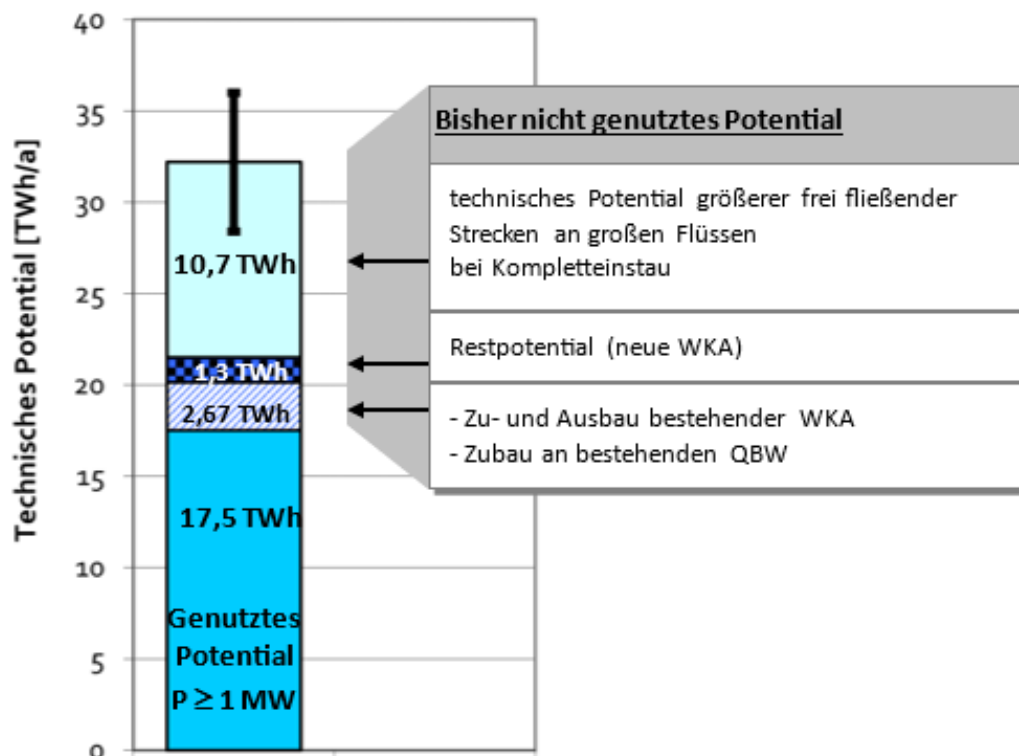 Technisches Potential [TWh/a]
40
35
30
25
20
15
10
5
0
10,7 TWh
1,3 TWh
2,67 TWh
17,5 TWh
Genutztes
Potential
P ≥ 1 MW
Bisher nicht genutztes Potential
technisches Potential größerer frei fließender
Strecken an großen Flüssen
bei Kompletteinstau
Restpotential (neue WKA)
- Zu- und Ausbau bestehender WKA
- Zubau an bestehenden QBW